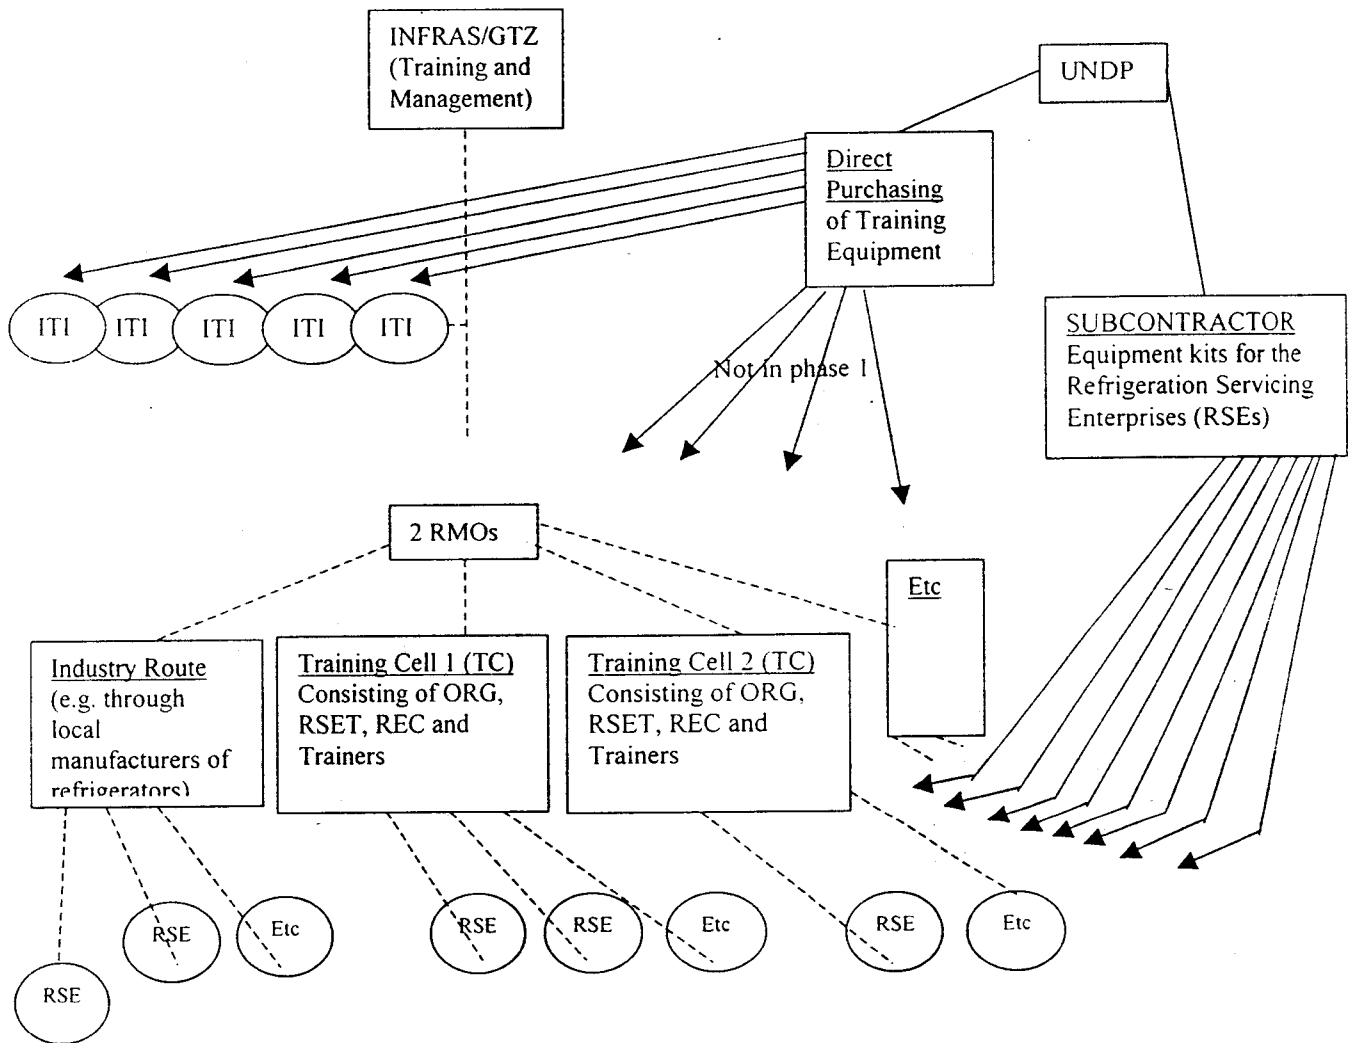 INFRAS/GTZ
(Training and
Management)
UNDP
Direct
Purchasing
of Training
Equipment
ITI
ITI
ITI
ITI
ITI
SUBCONTRACTOR
Equipment kits for the
Refrigeration Servicing
Enterprises (RSEs)
Not in phase 1
2 RMOs
Etc
Industry Route
(e.g. through
local
manufacturers of
refrigerators)
Training Cell 1 (TC)
Consisting of ORG,
RSET, REC and
Trainers
Training Cell 2 (TC)
Consisting of ORG,
RSET, REC and
Trainers
RSE
RSE
Etc
RSE
RSE
Etc
RSE
Etc